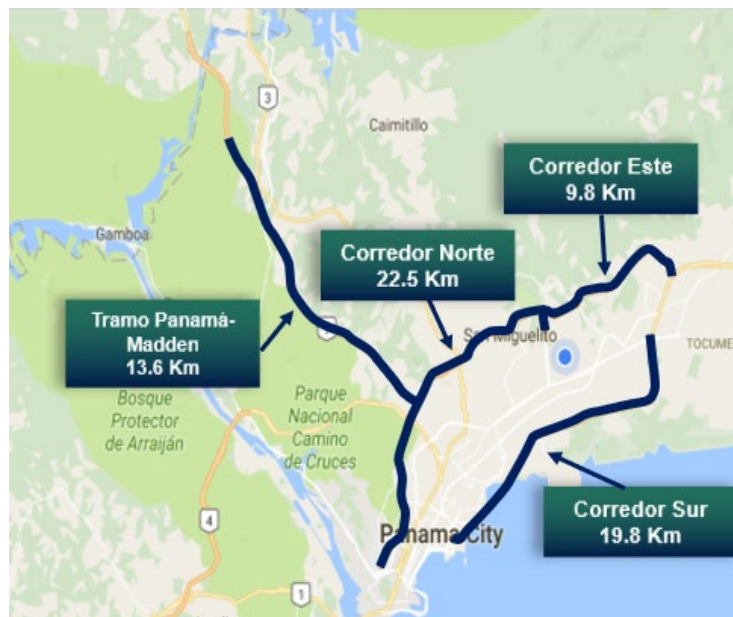 3
Caimitillo
Corredor Este
9.8 Km
Gamboa
Corredor Norte
22.5 Km
Tramo Panamá-
Madden
13.6 Km
San Miguelito
TOCUME
Bosque
Protector
de Arraiján
Parque
Nacional
Camino
de Cruces
4
Corredor Sur
19.8 Km
Panama City
1